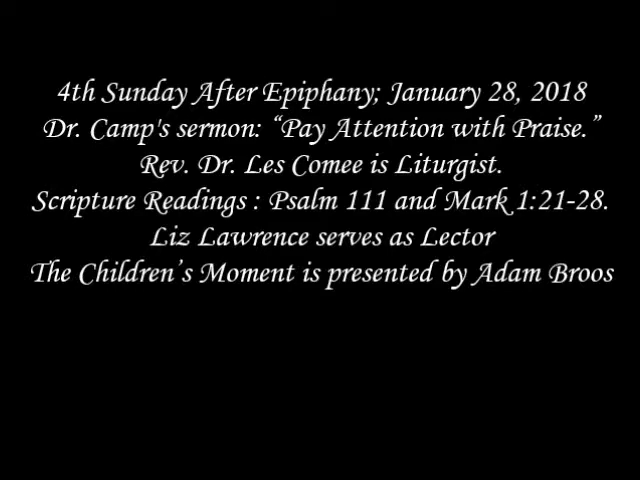 4th Sunday After Epiphany; January 28, 2018
Dr. Camp's sermon: “Pay Attention with Praise.”
Rev. Dr. Les Comee is Liturgist.
Scripture Readings : Psalm 111 and Mark 1:21-28.
Liz Lawrence serves as Lector
The Children’s Moment is presented by Adam Broos